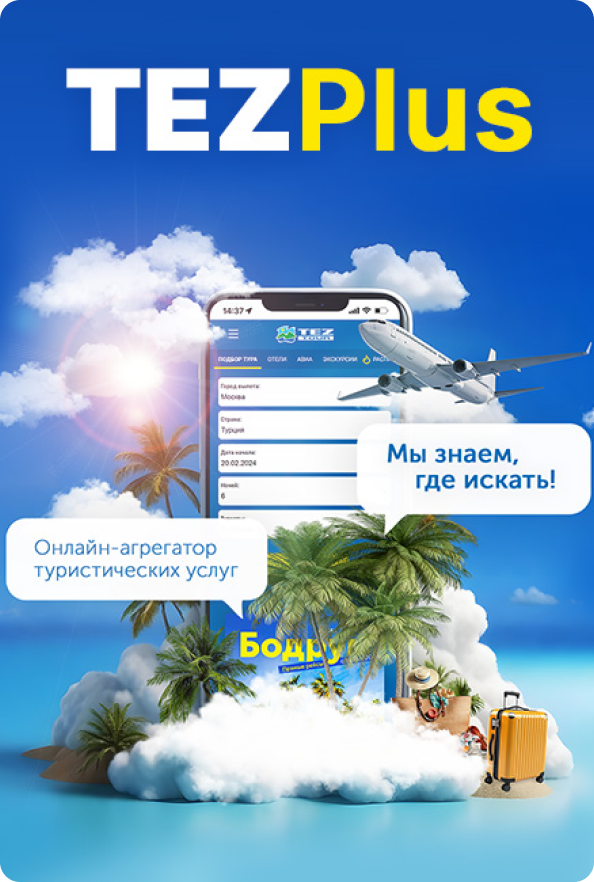 TEZPlus
14:37
TEZ
TOUR
ПОДБОР ТУРА ОТЕЛИ АВИА ЭКСКУРСИИ
Город вылета:
Москва
Страна:
Турция
Дата начала:
20.02.2024
Ночей:
6
Мы знаем,
где искать!
Онлайн-агрегатор
туристических услуг
Бодрум